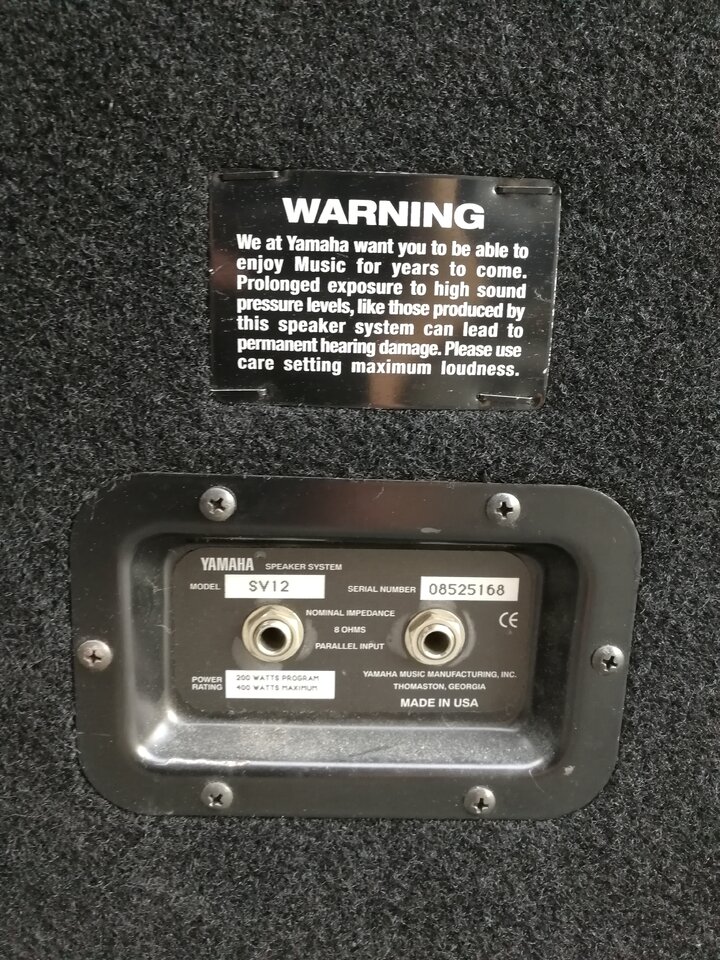 WARNING
We at Yamaha want you to be able to
enjoy Music for years to come.
Prolonged exposure to high sound
pressure levels, like those produced by
this speaker system can lead to
permanent hearing damage. Please use
care setting maximum loudness.
YAMAHA SPEAKER SYSTEM
MODEL SV12 SERIAL NUMBER 08525168
NOMINAL IMPEDANCE
8 OHMS
PARALLEL INPUT
CE
POWER
RATING
200 WATTS PROGRAM
400 WATTS MAXIMUM
YAMAHA MUSIC MANUFACTURING, INC.
THOMASTON, GEORGIA
MADE IN USA